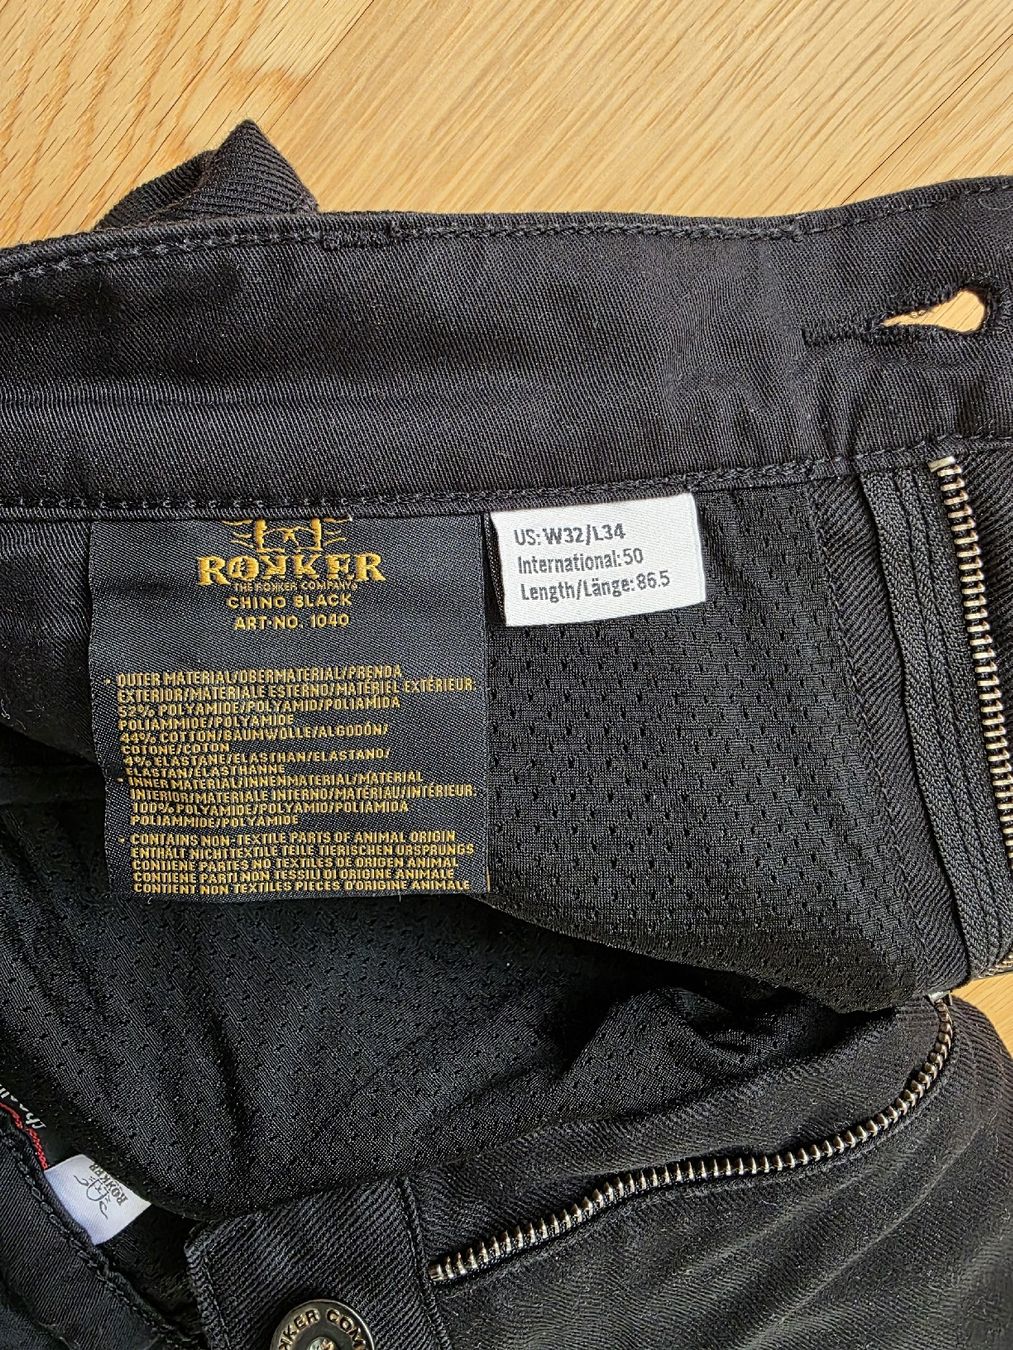 ROKKER
THE ROKKER COMPANY®
CHINO BLACK
ART-NO. 1040
• OUTER MATERIAL/OBERMATERIAL/PRENDA
EXTERIOR/MATERIALE ESTERNO/MATÉRIEL EXTÉRIEUR:
52% POLYAMIDE/POLYAMID/POLIAMIDA
POLIAMMIDE/POLYAMIDE
44% COTTON/BAUMWOLLE/ALGODÓN/
COTONE/COTON
4% ELASTANE/ELASTHAN/ELASTANO/
ELASTAN/ÉLASTHANNE
• INNER MATERIAL/INNENMATERIAL/MATERIAL
INTERIOR/MATERIALE INTERNO/MATÉRIAU/INTÉRIEUR:
100% POLYAMIDE/POLYAMID/POLIAMIDA
POLIAMMIDE/POLYAMIDE
• CONTAINS NON-TEXTILE PARTS OF ANIMAL ORIGIN
ENTHÄLT NICHTTEXTILE TEILE TIERISCHEN URSPRUNGS
CONTIENE PARTES NO TEXTILES DE ORIGEN ANIMAL
CONTIENE PARTI NON TESSILI DI ORIGINE ANIMALE
CONTIENT NON TEXTILES PIECES D'ORIGINE ANIMALE
US: W32/L34
International: 50
Length/Länge: 86.5
ROKKER
KKER COM